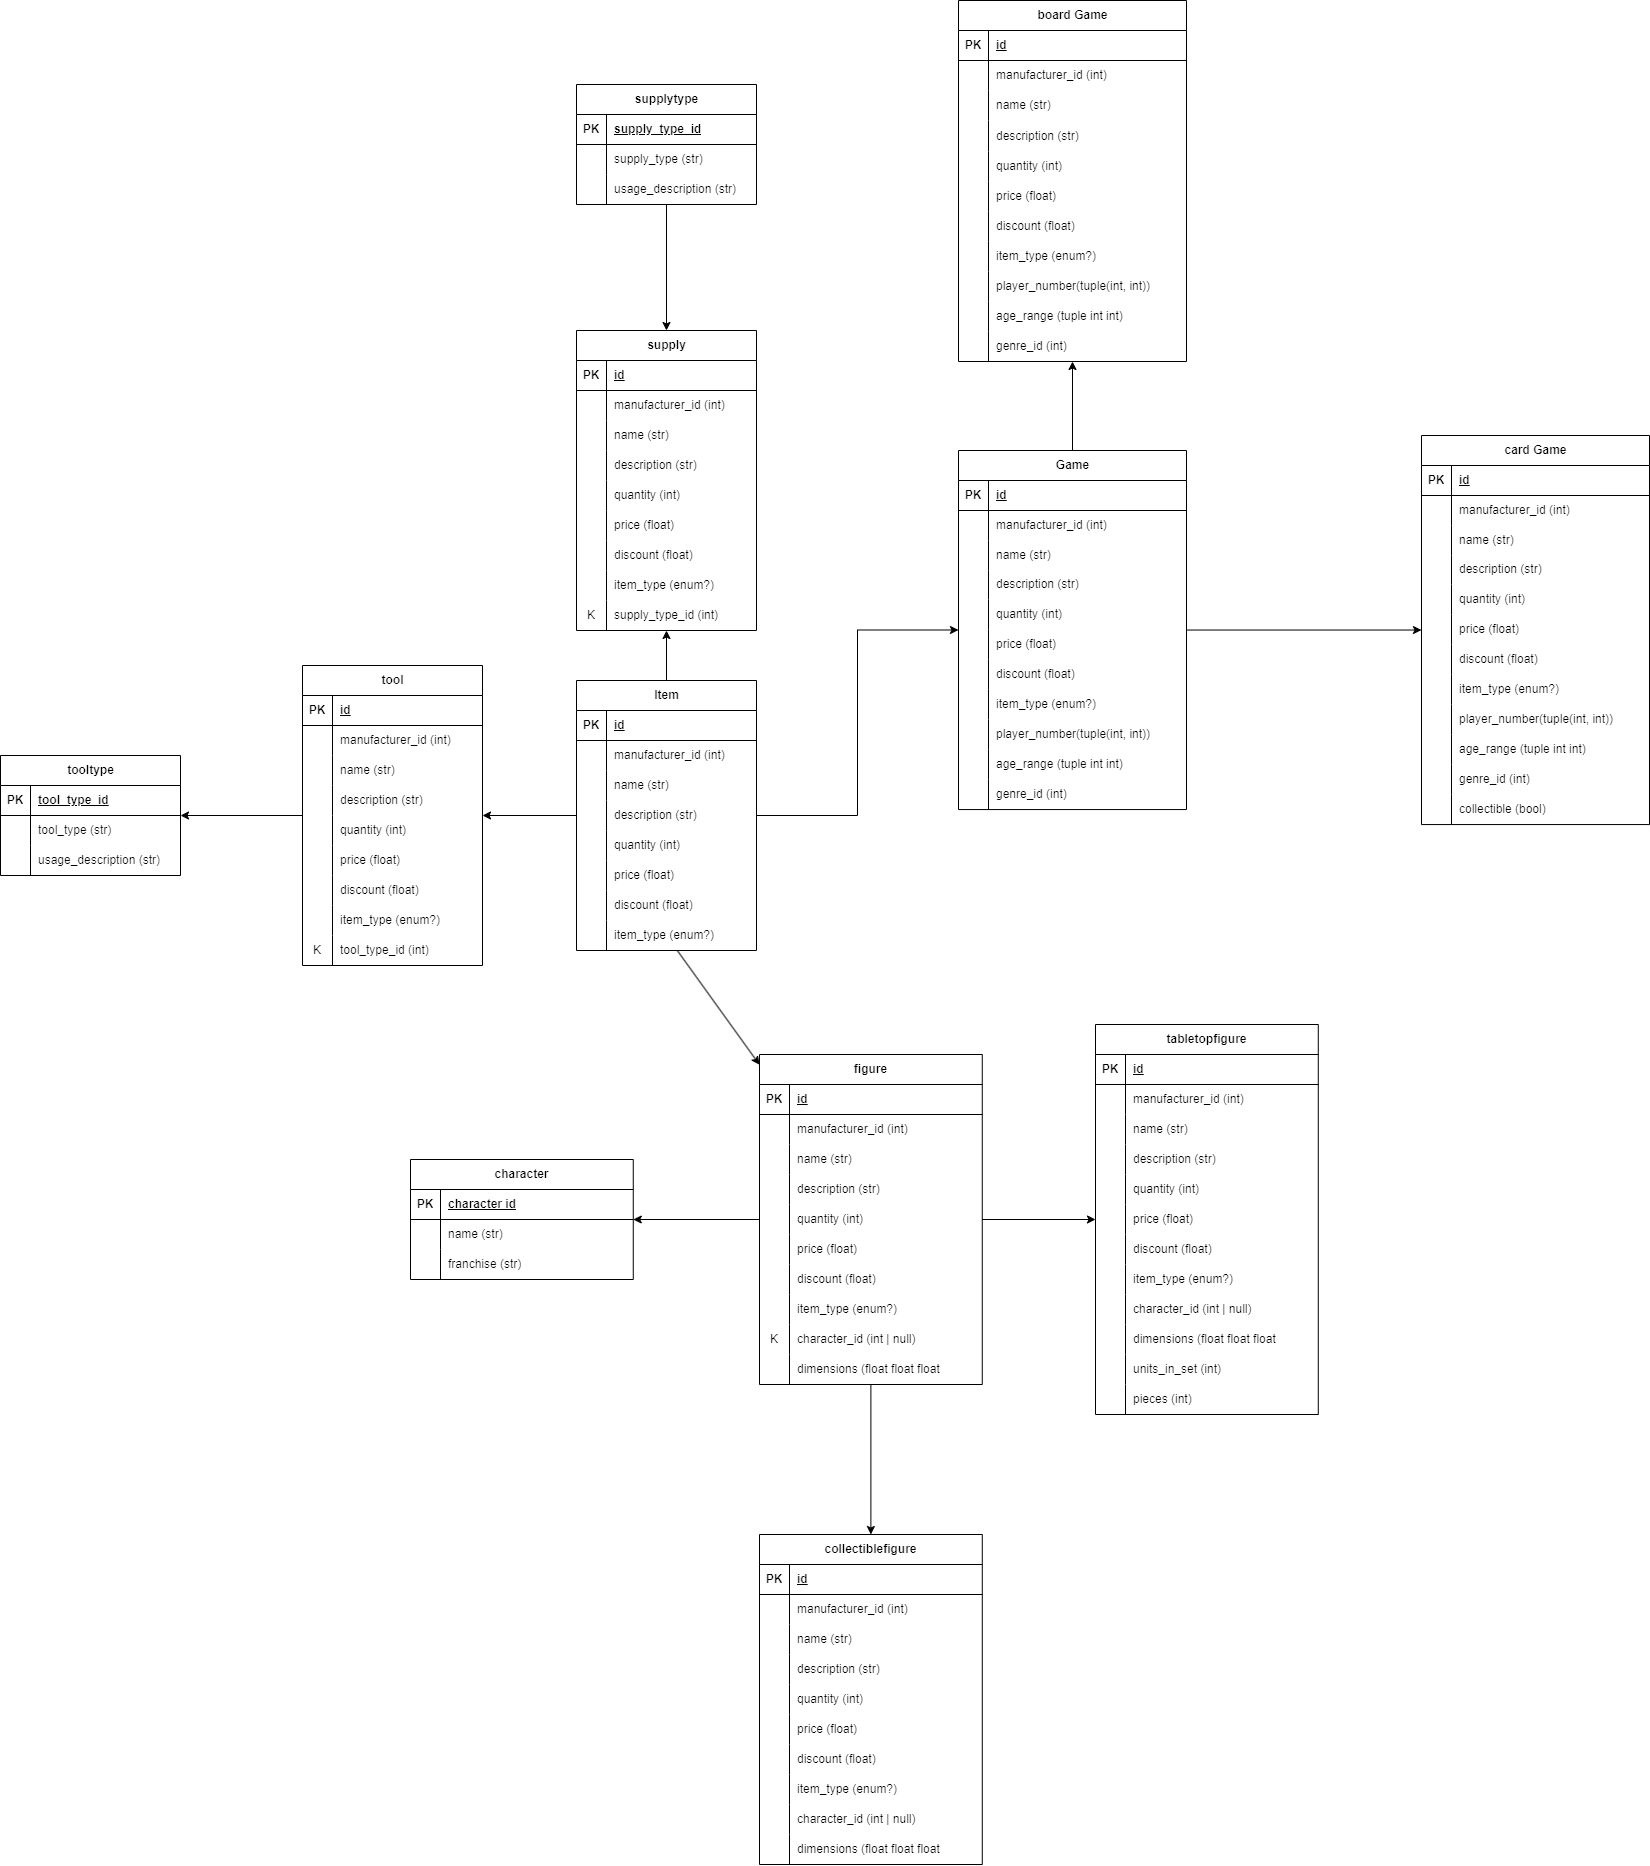 board Game
PK id
manufacturer_id (int)
name (str)
description (str)
quantity (int)
price (float)
discount (float)
item_type (enum?)
player_number(tuple(int, int))
age_range (tuple int int)
genre_id (int)
supplytype
PK supply_type_id
supply_type (str)
usage_description (str)
supply
PK id
manufacturer_id (int)
name (str)
description (str)
quantity (int)
price (float)
discount (float)
item_type (enum?)
K supply_type_id (int)
Game
PK id
manufacturer_id (int)
name (str)
description (str)
quantity (int)
price (float)
discount (float)
item_type (enum?)
player_number(tuple(int, int))
age_range (tuple int int)
genre_id (int)
card Game
PK id
manufacturer_id (int)
name (str)
description (str)
quantity (int)
price (float)
discount (float)
item_type (enum?)
player_number(tuple(int, int))
age_range (tuple int int)
genre_id (int)
collectible (bool)
tooltype
PK tool_type_id
tool_type (str)
usage_description (str)
tool
PK id
manufacturer_id (int)
name (str)
description (str)
quantity (int)
price (float)
discount (float)
item_type (enum?)
K tool_type_id (int)
Item
PK id
manufacturer_id (int)
name (str)
description (str)
quantity (int)
price (float)
discount (float)
item_type (enum?)
character
PK character id
name (str)
franchise (str)
figure
PK id
manufacturer_id (int)
name (str)
description (str)
quantity (int)
price (float)
discount (float)
item_type (enum?)
K character_id (int | null)
dimensions (float float float
tabletopfigure
PK id
manufacturer_id (int)
name (str)
description (str)
quantity (int)
price (float)
discount (float)
item_type (enum?)
character_id (int | null)
dimensions (float float float
units_in_set (int)
pieces (int)
collectiblefigure
PK id
manufacturer_id (int)
name (str)
description (str)
quantity (int)
price (float)
discount (float)
item_type (enum?)
character_id (int | null)
dimensions (float float float